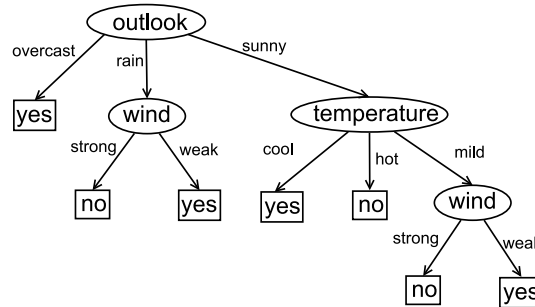 outlook
overcast
rain
sunny
yes
wind
temperature
strong
weak
cool
hot
mild
no
yes
yes
no
wind
strong
weak
no
yes